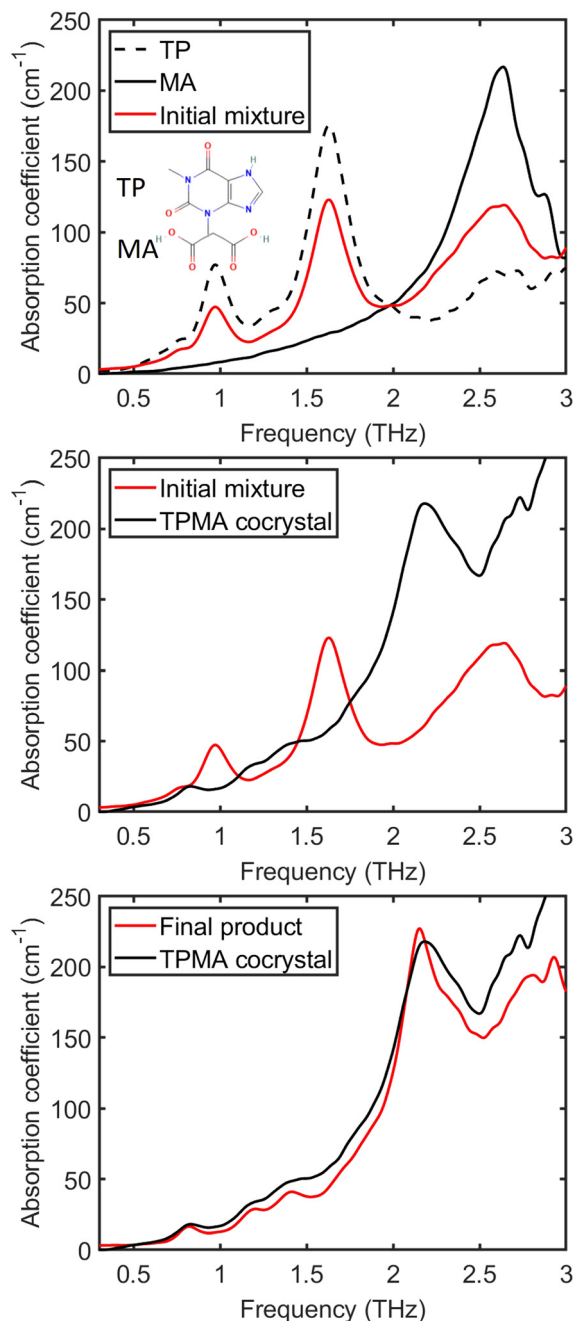 250
200
150
100
50
0
Absorption coefficient (cm-1)
TP
MA
Initial mixture
TP
MA
O
H
N
N
O
N
N
H
O
O
H
O
O
0.5
1
1.5
2
2.5
3
Frequency (THz)
250
200
150
100
50
0
Absorption coefficient (cm-1)
Initial mixture
TPMA cocrystal
0.5
1
1.5
2
2.5
3
Frequency (THz)
250
200
150
100
50
0
Absorption coefficient (cm-1)
Final product
TPMA cocrystal
0.5
1
1.5
2
2.5
3
Frequency (THz)